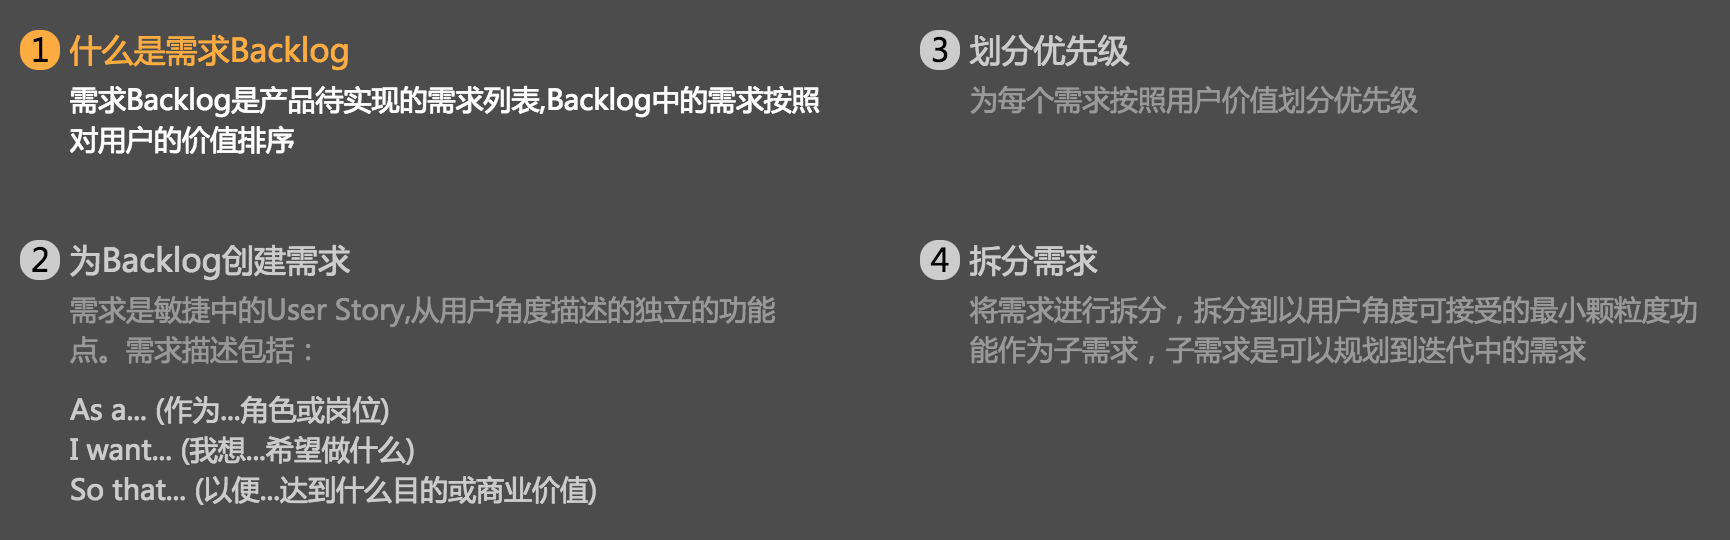 1 什么是需求Backlog
需求Backlog是产品待实现的需求列表,Backlog中的需求按照
对用户的价值排序
2 为Backlog创建需求
需求是敏捷中的User Story,从用户角度描述的独立的功能
点。需求描述包括：
As a... (作为...角色或岗位)
I want... (我想...希望做什么)
So that... (以便...达到什么目的或商业价值)
3 划分优先级
为每个需求按照用户价值划分优先级
4 拆分需求
将需求进行拆分，拆分到以用户角度可接受的最小颗粒度功
能作为子需求，子需求是可以规划到迭代中的需求